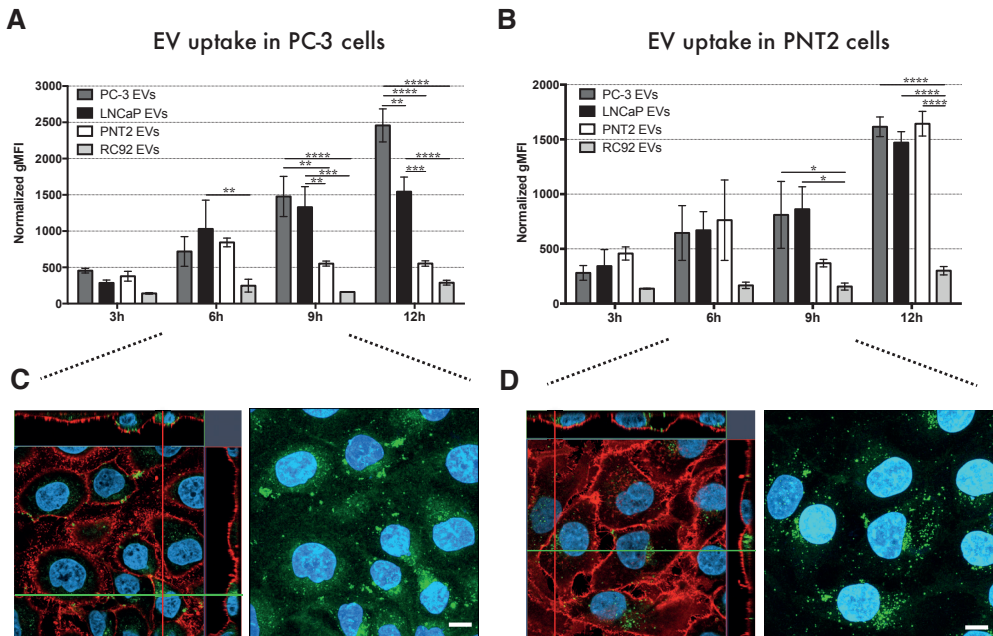 A
EV uptake in PC-3 cells
Normalized gMFI
3000
2500
2000
1500
1000
500
0
PC-3 EVs
LNCaP EVs
PNT2 EVs
RC92 EVs
**
****
**
***
**
****
****
**
****
***
3h 6h 9h 12h
B
EV uptake in PNT2 cells
Normalized gMFI
2000
1500
1000
500
0
PC-3 EVs
LNCaP EVs
PNT2 EVs
RC92 EVs
*
*
****
****
****
3h 6h 9h 12h
C
D